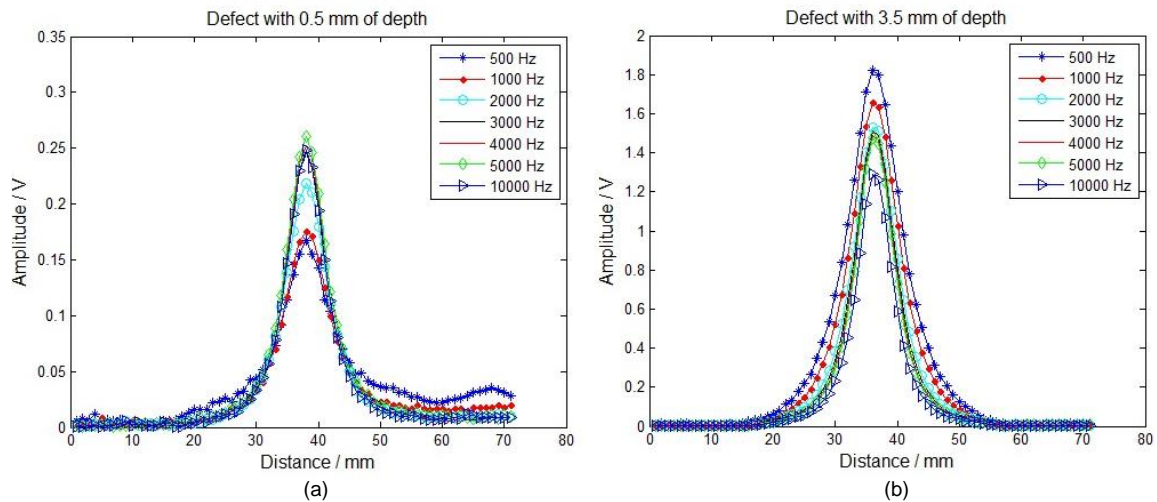 Defect with 0.5 mm of depth
0.35
0.3
0.25
0.2
0.15
0.1
0.05
0
Amplitude / V
500 Hz
1000 Hz
2000 Hz
3000 Hz
4000 Hz
5000 Hz
10000 Hz
0 10 20 30 40 50 60 70 80
Distance / mm
(a)
Defect with 3.5 mm of depth
2
1.8
1.6
1.4
1.2
1
0.8
0.6
0.4
0.2
0
Amplitude / V
500 Hz
1000 Hz
2000 Hz
3000 Hz
4000 Hz
5000 Hz
10000 Hz
0 10 20 30 40 50 60 70 80
Distance / mm
(b)